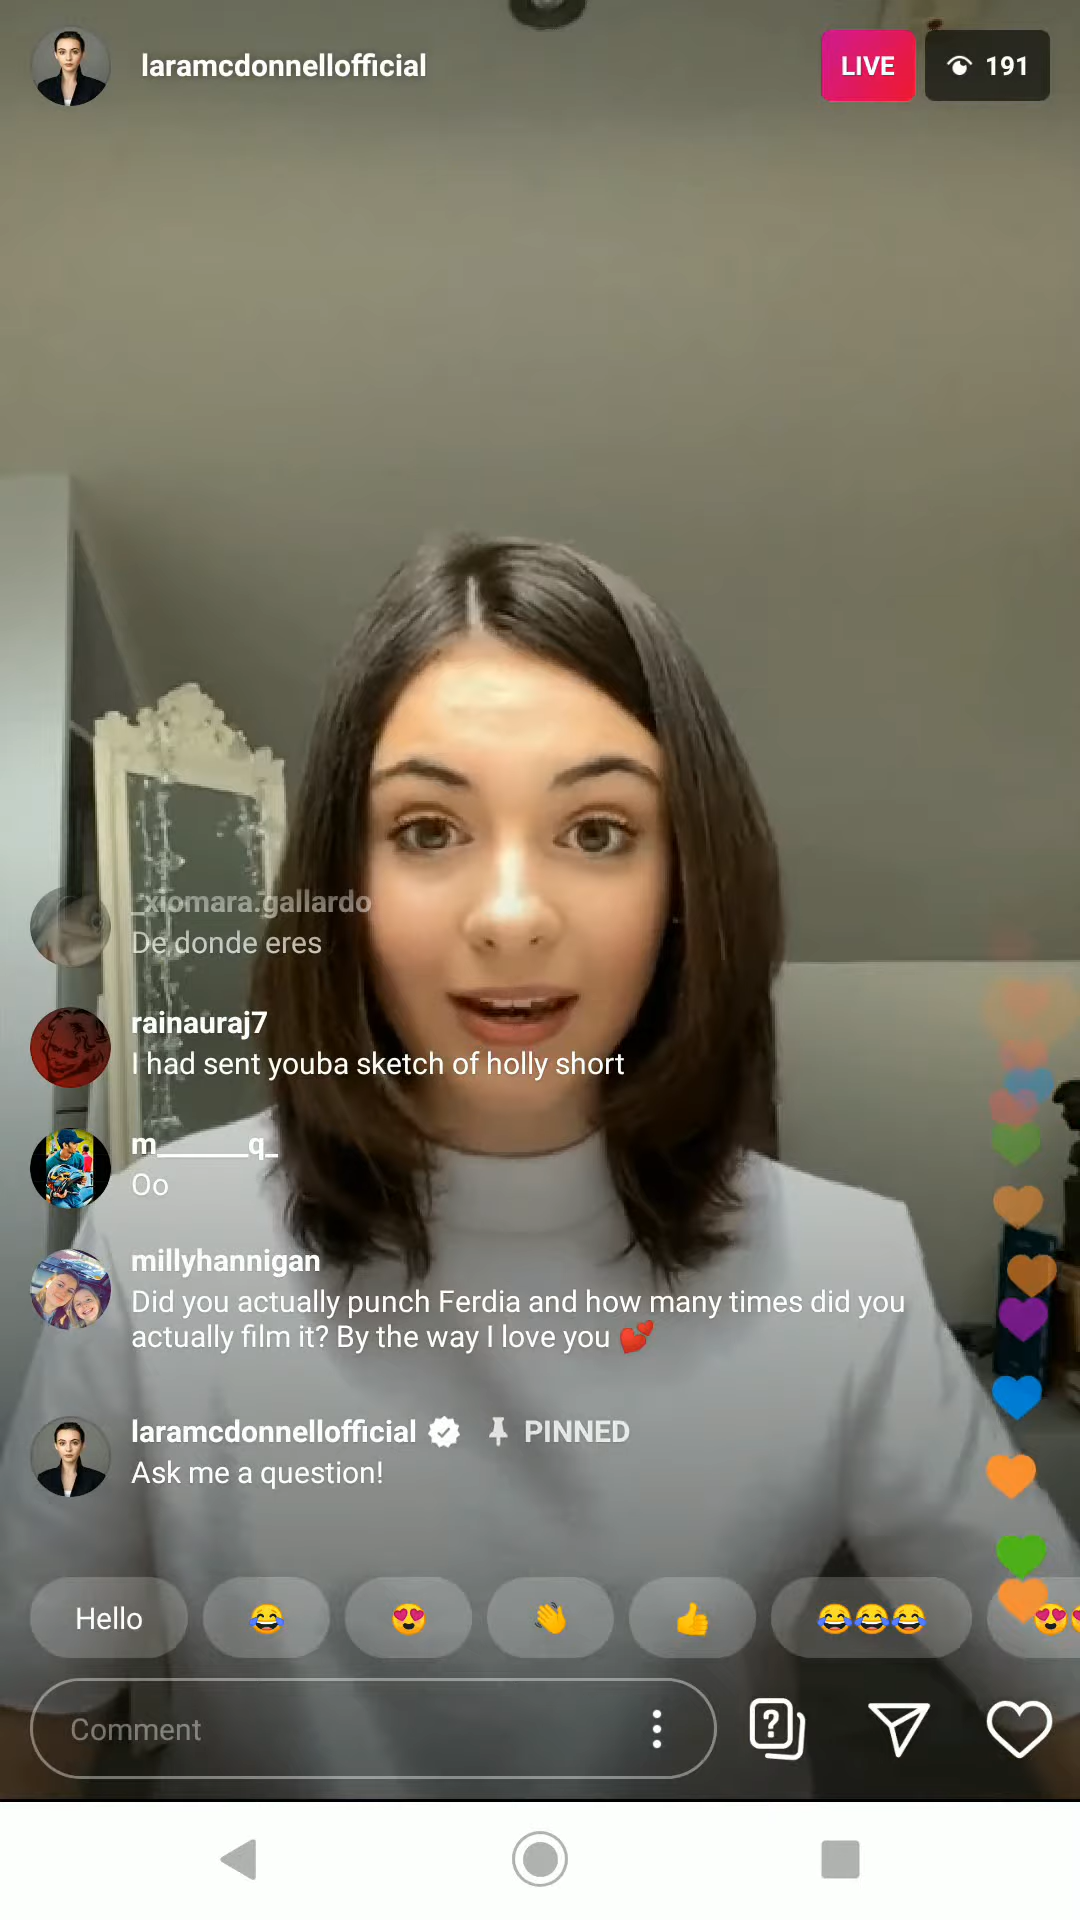 laramcdonnellofficial
LIVE
191
_xiomara.gallardo
De donde eres
rainauraj7
I had sent youba sketch of holly short
m_______q_
Oo
millyhannigan
Did you actually punch Ferdia and how many times did you
actually film it? By the way I love you 💕
laramcdonnellofficial PINNED
Ask me a question!
Hello 😂 😍 👋 👍 😂😂😂 😍
Comment